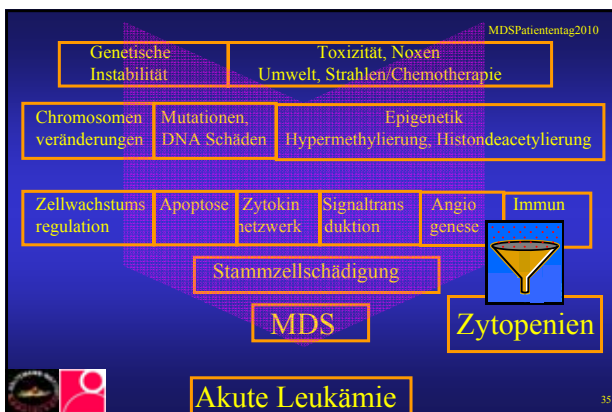 MDSPatiententag2010
Genetische
Instabilität
Toxizität, Noxen
Umwelt, Strahlen/Chemotherapie
Chromosomen
veränderungen
Mutationen,
DNA Schäden
Epigenetik
Hypermethylierung, Histondeacetylierung
Zellwachstums
regulation
Apoptose
Zytokin
netzwerk
Signaltrans
duktion
Angio
genese
Immun
Stammzellschädigung
MDS
Zytopenien
Akute Leukämie
35